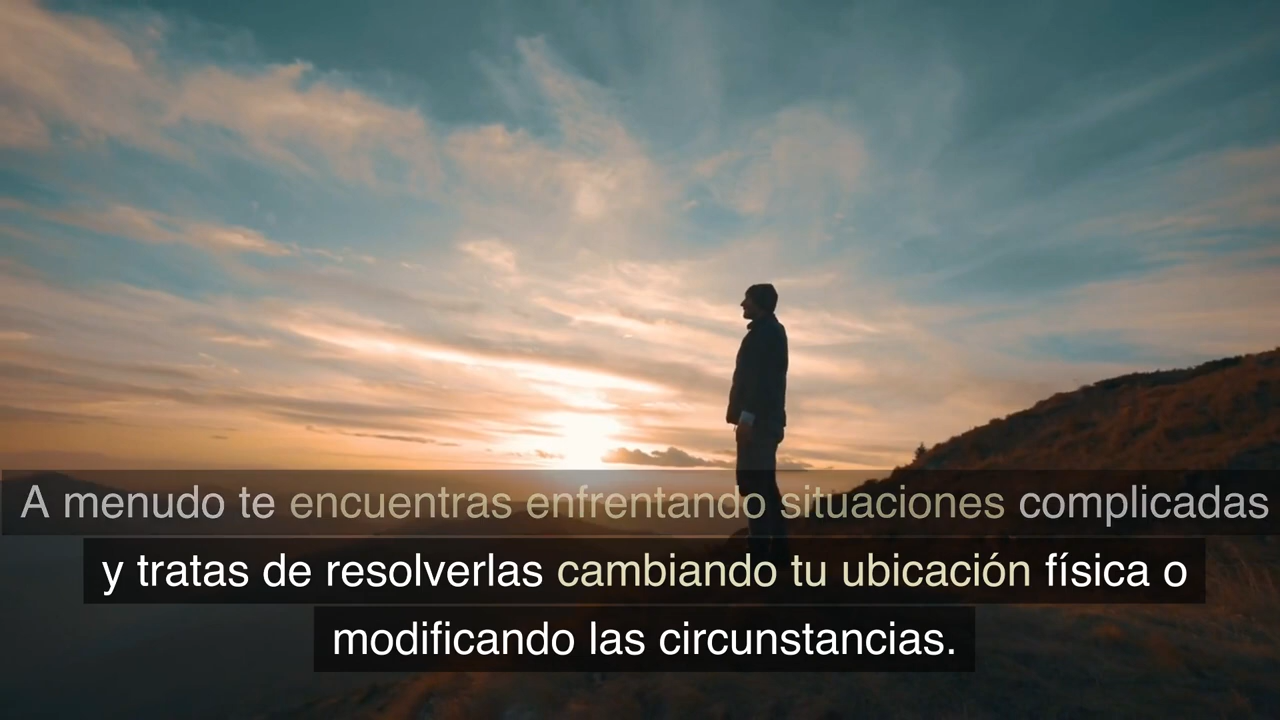 A menudo te encuentras enfrentando situaciones complicadas
y tratas de resolverlas cambiando tu ubicación física o
modificando las circunstancias.